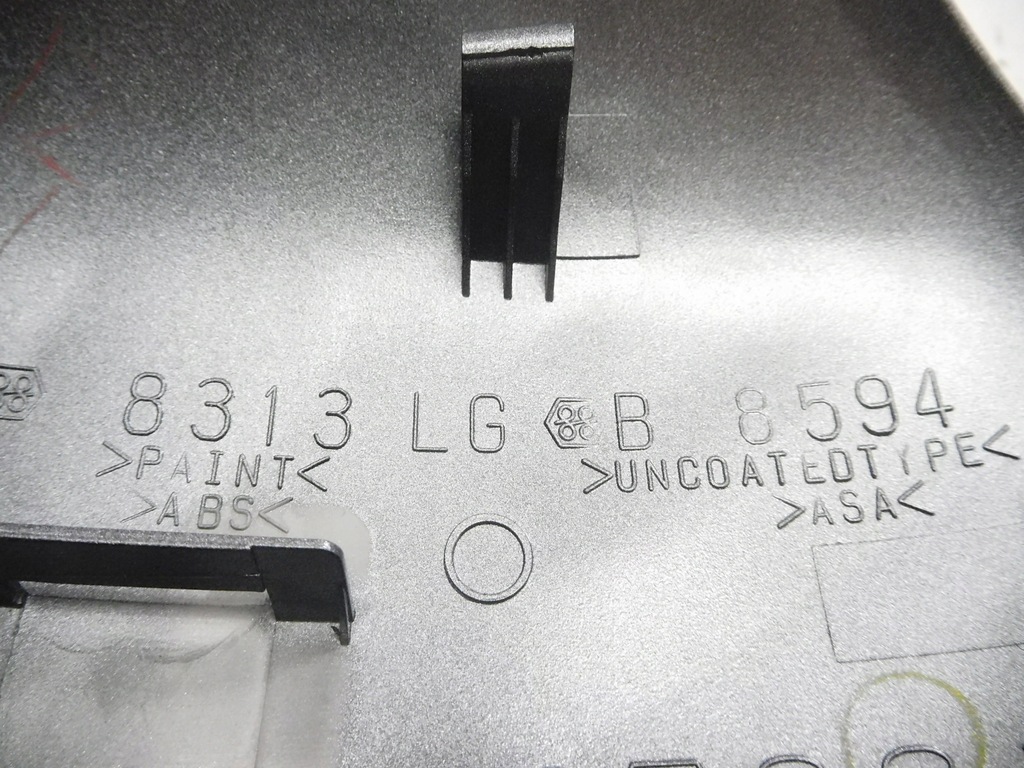 8313 LG B 8594
>PAINT< >UNCOATEDTYPE<
>ABS< >ASA<